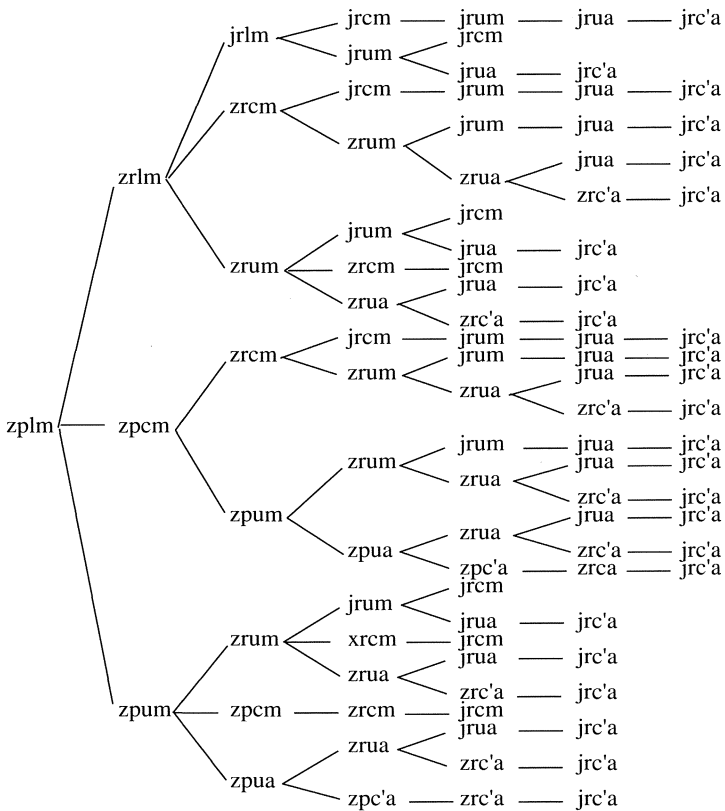 jrcm jrum jrua jrc'a
jrlm jrcm
jrum
jrua jrc'a
jrcm jrum jrua jrc'a
zrcm
jrum jrua jrc'a
zrum
jrua jrc'a
zrlm zrua
zrc'a jrc'a
jrcm
jrum
jrua jrc'a
zrum zrcm jrcm
jrua jrc'a
zrua
zrc'a jrc'a
jrcm jrum jrua jrc'a
zrcm jrum jrua jrc'a
zrum jrua jrc'a
zrua
zrc'a jrc'a
zplm zpcm
jrum jrua jrc'a
zrum jrua jrc'a
zrua
zrc'a jrc'a
zpum jrua jrc'a
zrua
zpua zrc'a jrc'a
zpc'a zrca jrc'a
jrcm
jrum
jrua jrc'a
zrum xrcm jrcm
jrua jrc'a
zrua
zrc'a jrc'a
zpum zpcm zrcm jrcm
jrua jrc'a
zrua
zrc'a jrc'a
zpua
zpc'a zrc'a jrc'a